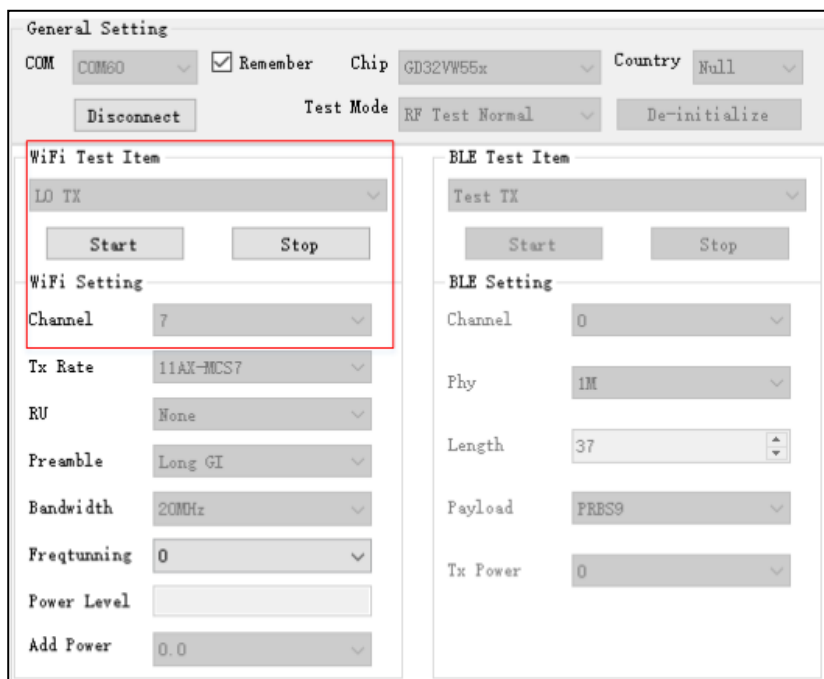 General Setting
COM COM60 Remember Chip GD32VW55x Country Null
Disconnect Test Mode RF Test Normal De-initialize
WiFi Test Item
LO TX
Start Stop
WiFi Setting
Channel 7
Tx Rate 11AX-MCS7
RU None
Preamble Long GI
Bandwidth 20MHz
Freqtunning 0
Power Level
Add Power 0.0
BLE Test Item
Test TX
Start Stop
BLE Setting
Channel 0
Phy 1M
Length 37
Payload PRBS9
Tx Power 0